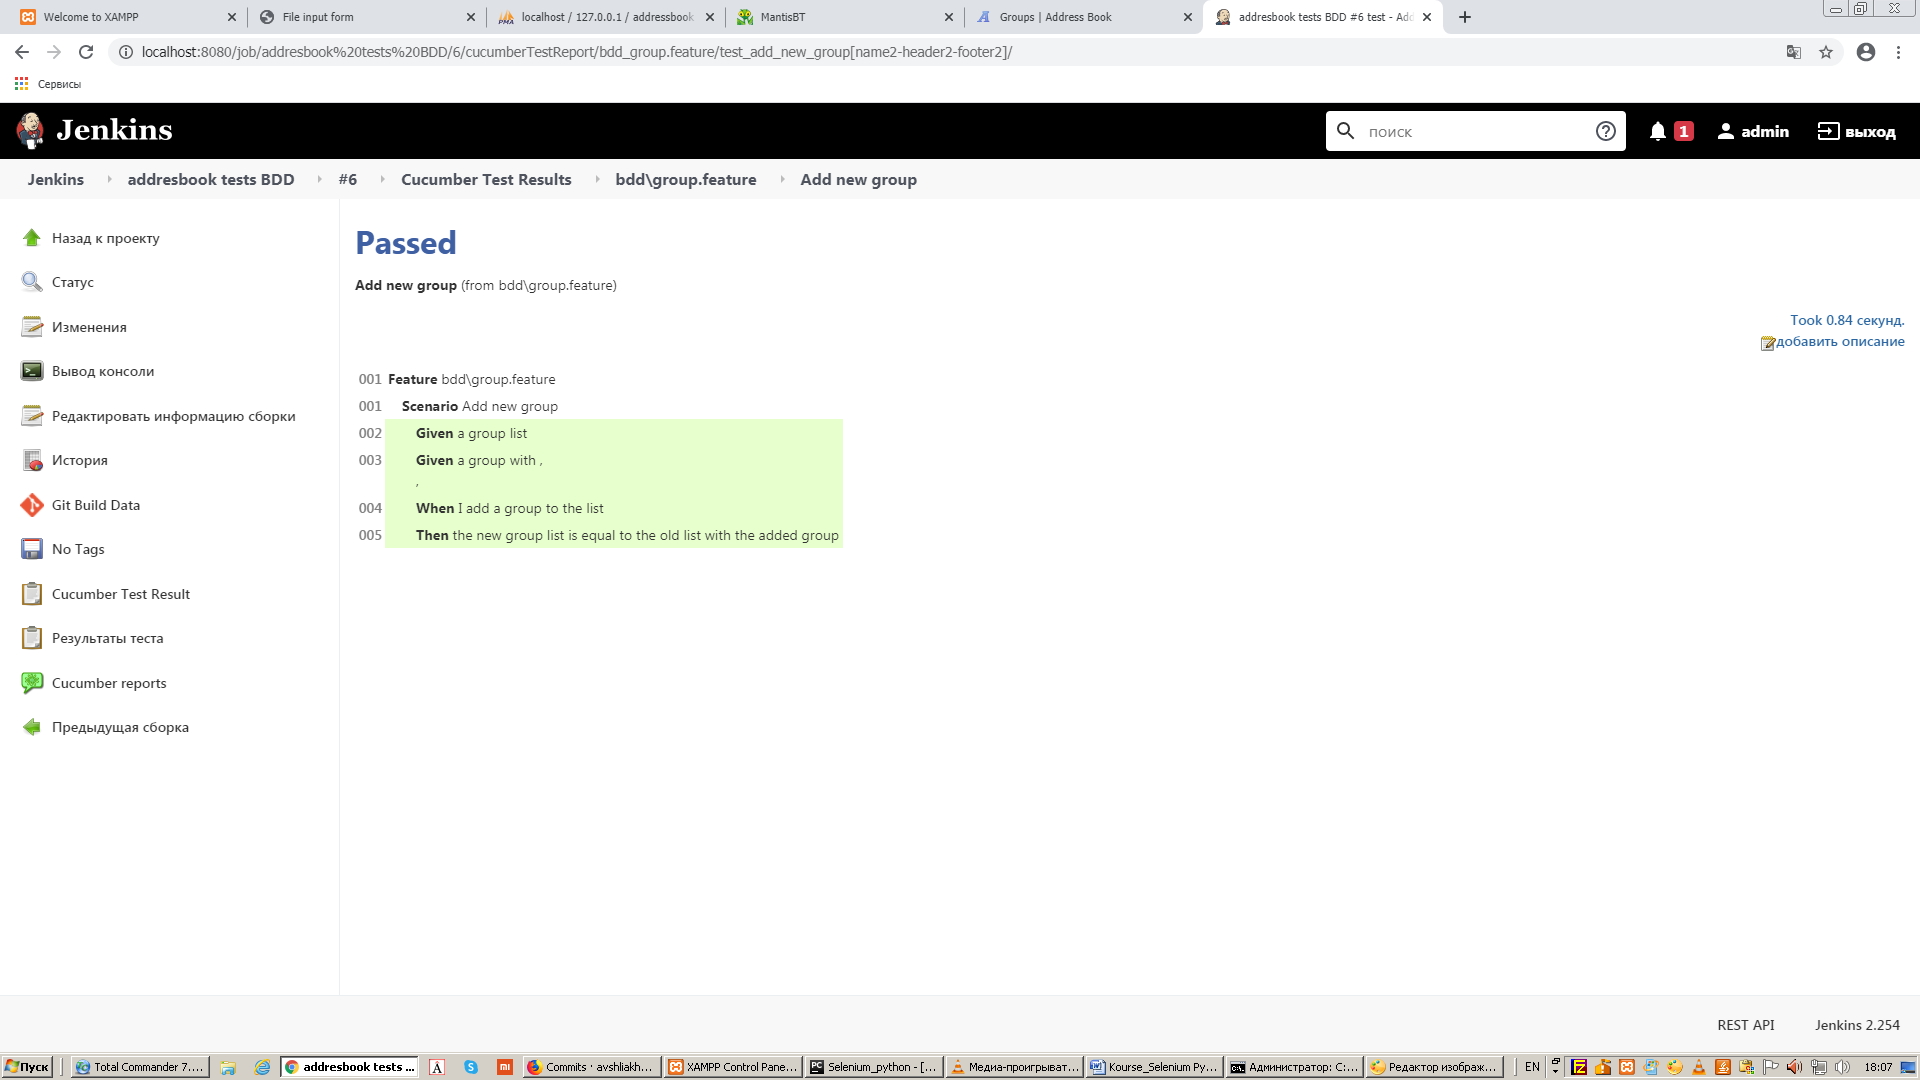 Welcome to XAMPP
File input form
localhost / 127.0.0.1 / addressbook
MantisBT
Groups | Address Book
addresbook tests BDD #6 test - Add
localhost:8080/job/addresbook%20tests%20BDD/6/cucumberTestReport/bdd_group.feature/test_add_new_group[name2-header2-footer2]/
Сервисы
Jenkins
поиск
1
admin
выход
Jenkins
addresbook tests BDD
#6
Cucumber Test Results
bdd\group.feature
Add new group
Назад к проекту
Статус
Изменения
Вывод консоли
Редактировать информацию сборки
История
Git Build Data
No Tags
Cucumber Test Result
Результаты теста
Cucumber reports
Предыдущая сборка
Passed
Add new group (from bdd\group.feature)
Took 0.84 секунд.
добавить описание
001 Feature bdd\group.feature
001 Scenario Add new group
002 Given a group list
003 Given a group with ,
,
004 When I add a group to the list
005 Then the new group list is equal to the old list with the added group
REST API
Jenkins 2.254
Пуск
Total Commander 7....
addresbook tests ...
Commits · avshliakh...
XAMPP Control Pane...
Selenium_python - [...
Медиа-проигрыват...
Kourse_Selenium Py...
Администратор: C:...
Редактор изображ...
EN
18:07